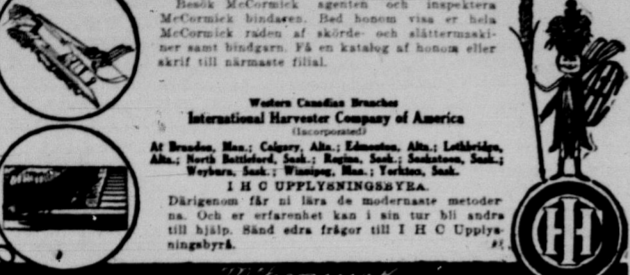 Besök McCormick agenten och inspektera
McCormick bindaren. Bed honom visa er hela
McCormick raden af skörde- och slåttermaski-
ner samt bindgarn. Få en katalog af honom eller
skrif till närmaste filial.
Western Canadian Branches
International Harvester Company of America
(Incorporated)
At Brandon, Man.; Calgary, Alta.; Edmonton, Alta.; Lethbridge,
Alta.; North Battleford, Sask.; Regina, Sask.; Saskatoon, Sask.;
Weyburn, Sask.; Winnipeg, Man.; Yorkton, Sask.
I H C UPPLYSNINGSBYRA.
Därigenom får ni lära de modernaste metoder
na. Och er erfarenhet kan i sin tur bli andra
till hjälp. Sänd edra frågor till I H C Upplys-
ningsbyrå.
IHC